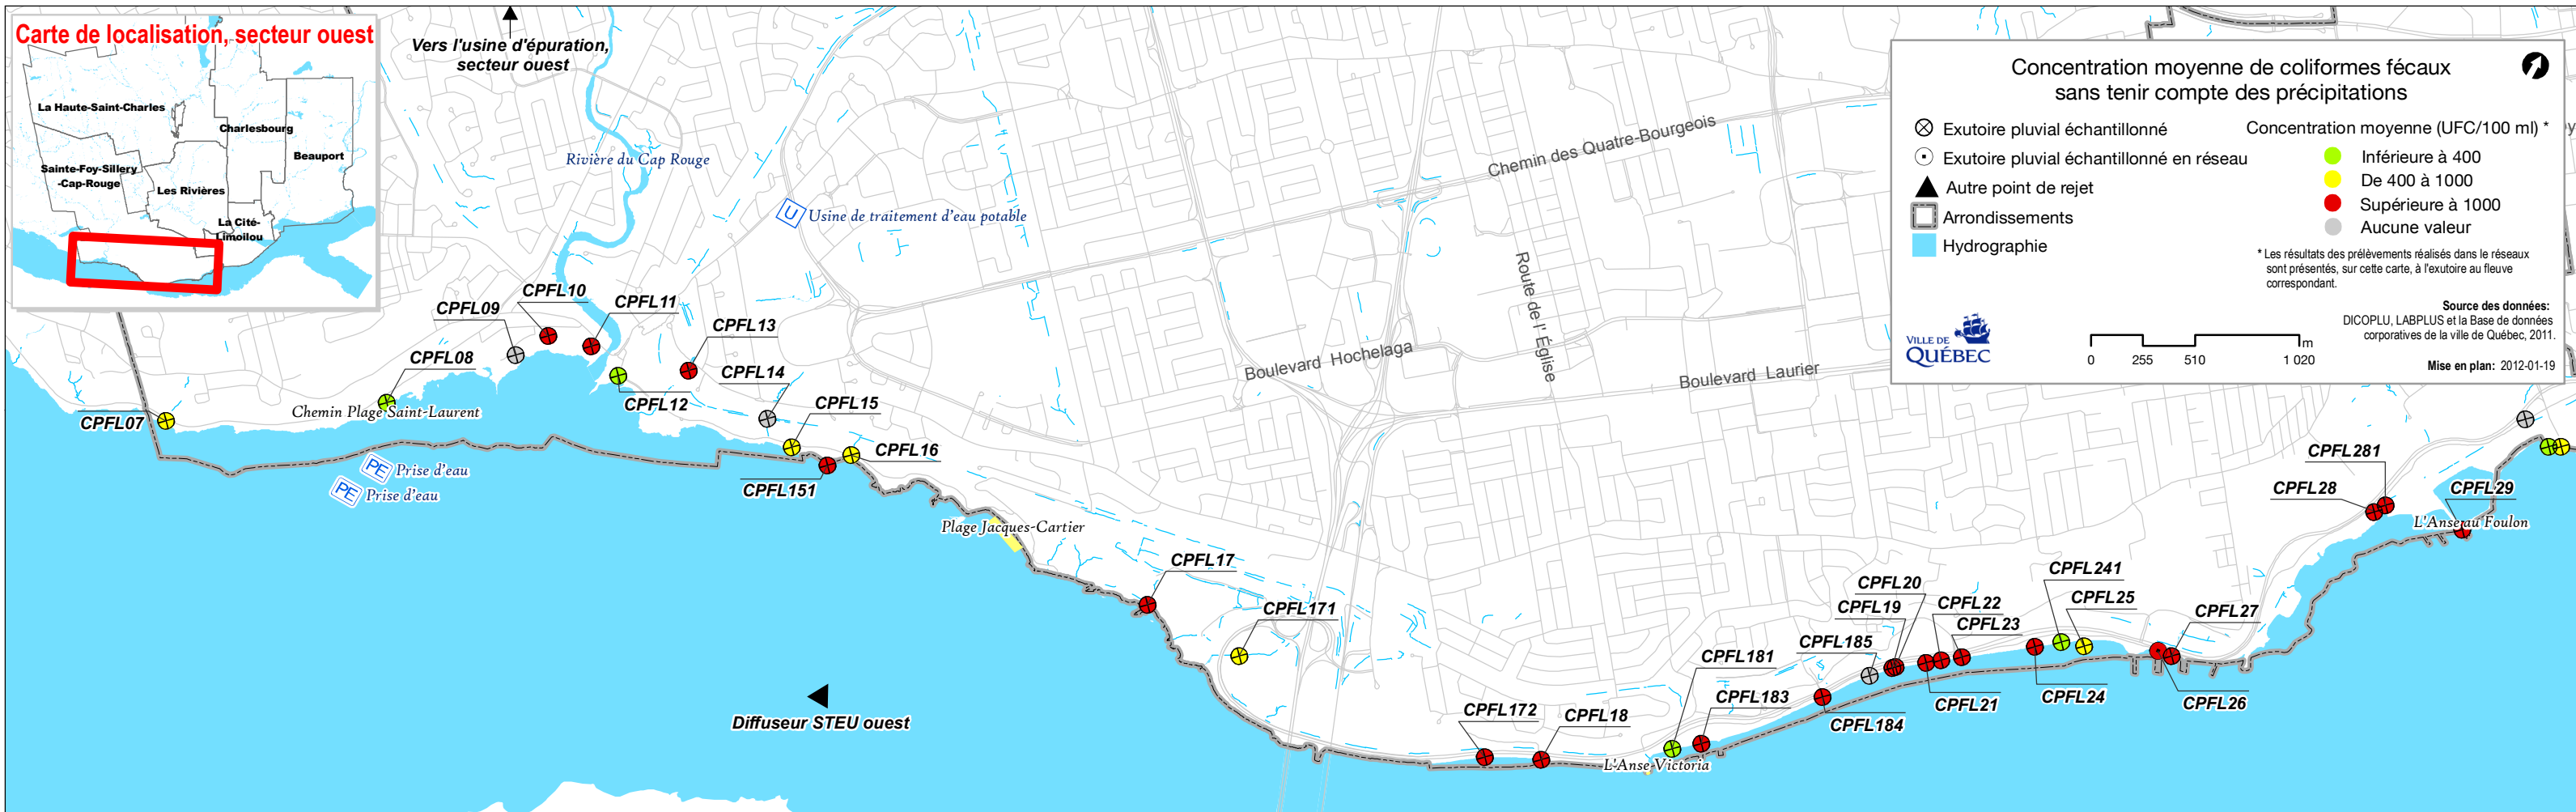 Carte de localisation, secteur ouest
La Haute-Saint-Charles
Charlesbourg
Beauport
Sainte-Foy-Sillery
-Cap-Rouge
Les Rivières
La Cité-
Limoilou
Vers l'usine d'épuration,
secteur ouest
Rivière du Cap Rouge
U
Usine de traitement d'eau potable
Chemin des Quatre-Bourgeois
Route de l'Église
Boulevard Hochelaga
Boulevard Laurier
Concentration moyenne de coliformes fécaux
sans tenir compte des précipitations
Exutoire pluvial échantillonné
Exutoire pluvial échantillonné en réseau
Autre point de rejet
Arrondissements
Hydrographie
Concentration moyenne (UFC/100 ml) *
Inférieure à 400
De 400 à 1000
Supérieure à 1000
Aucune valeur
* Les résultats des prélèvements réalisés dans le réseaux
sont présentés, sur cette carte, à l'exutoire au fleuve
correspondant.
Source des données:
DICOPLU, LABPLUS et la Base de données
corporatives de la ville de Québec, 2011.
Mise en plan: 2012-01-19
VILLE DE
QUÉBEC
m
0 255 510 1 020
CPFL07
CPFL08
CPFL09
CPFL10
CPFL11
CPFL12
CPFL13
CPFL14
CPFL15
CPFL151
CPFL16
Chemin Plage Saint-Laurent
PE Prise d'eau
PE Prise d'eau
Plage Jacques-Cartier
Diffuseur STEU ouest
CPFL17
CPFL171
CPFL172
CPFL18
CPFL181
CPFL183
L'Anse-Victoria
CPFL184
CPFL185
CPFL19
CPFL20
CPFL21
CPFL22
CPFL23
CPFL24
CPFL241
CPFL25
CPFL26
CPFL27
CPFL28
CPFL281
CPFL29
L'Anse au Foulon